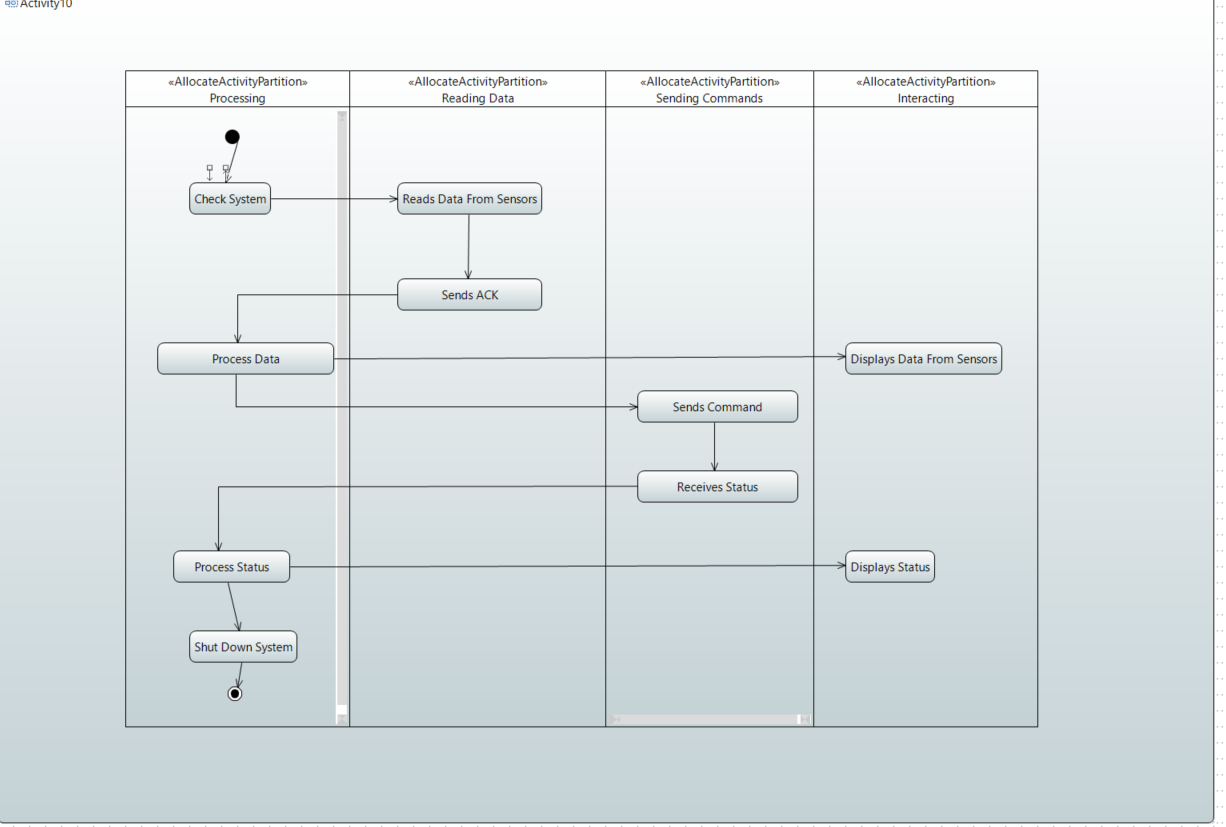 Activity10
«AllocateActivityPartition»
Processing
«AllocateActivityPartition»
Reading Data
«AllocateActivityPartition»
Sending Commands
«AllocateActivityPartition»
Interacting
Check System
Reads Data From Sensors
Sends ACK
Process Data
Displays Data From Sensors
Sends Command
Receives Status
Process Status
Displays Status
Shut Down System